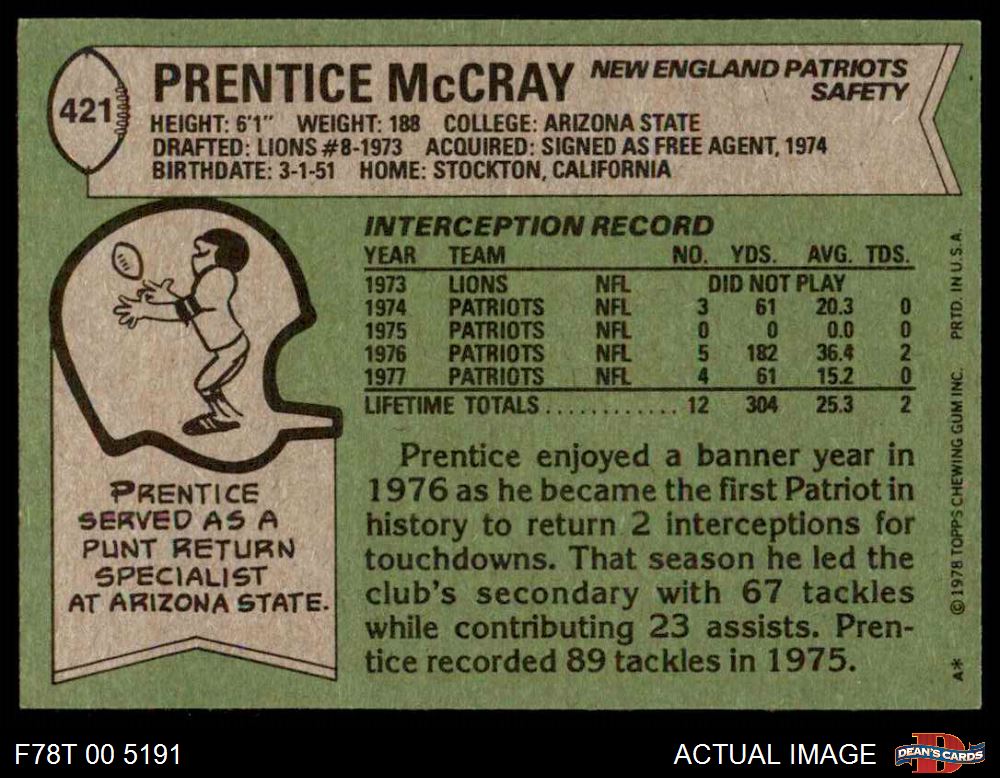 421
PRENTICE McCRAY NEW ENGLAND PATRIOTS
SAFETY
HEIGHT: 6'1" WEIGHT: 188 COLLEGE: ARIZONA STATE
DRAFTED: LIONS #8-1973 ACQUIRED: SIGNED AS FREE AGENT, 1974
BIRTHDATE: 3-1-51 HOME: STOCKTON, CALIFORNIA
INTERCEPTION RECORD
YEAR TEAM NO. YDS. AVG. TDS.
1973 LIONS NFL DID NOT PLAY
1974 PATRIOTS NFL 3 61 20.3 0
1975 PATRIOTS NFL 0 0 0.0 0
1976 PATRIOTS NFL 5 182 36.4 2
1977 PATRIOTS NFL 4 61 15.2 0
LIFETIME TOTALS ............ 12 304 25.3 2
Prentice enjoyed a banner year in
1976 as he became the first Patriot in
history to return 2 interceptions for
touchdowns. That season he led the
club's secondary with 67 tackles
while contributing 23 assists. Pren-
tice recorded 89 tackles in 1975.
PRENTICE
SERVED AS A
PUNT RETURN
SPECIALIST
AT ARIZONA STATE.
A* © 1978 TOPPS CHEWING GUM INC. PRTD. IN U.S.A.
F78T 00 5191
ACTUAL IMAGE
DEAN'S CARDS